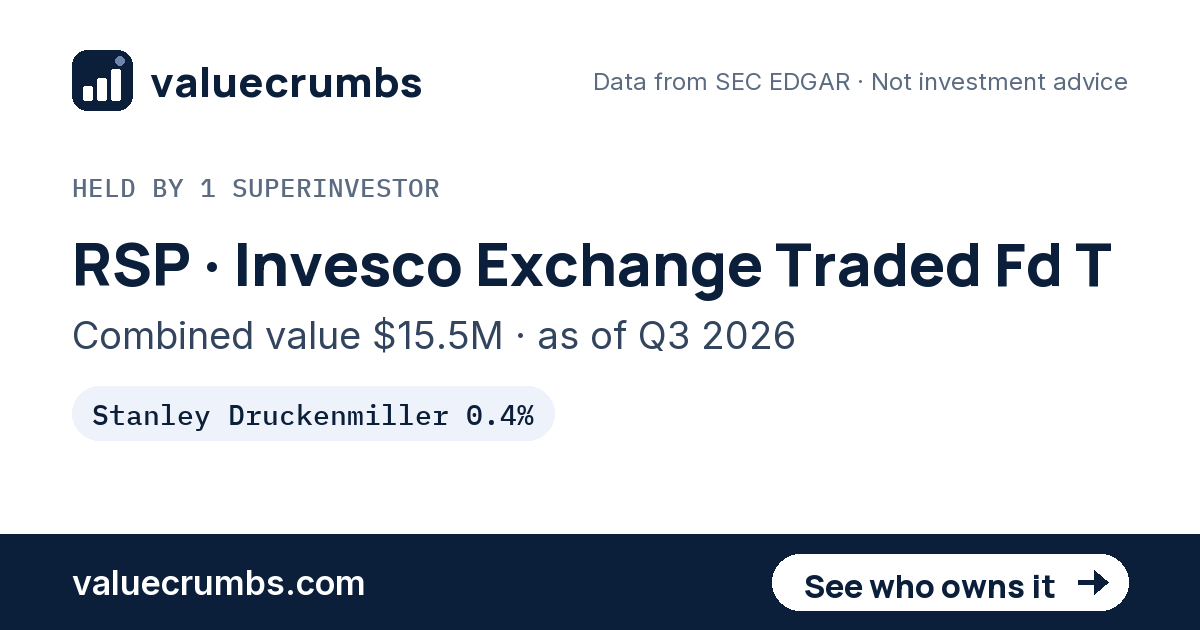 valuecrumbs
Data from SEC EDGAR · Not investment advice
HELD BY 1 SUPERINVESTOR
RSP · Invesco Exchange Traded Fd T
Combined value $15.5M · as of Q3 2026
Stanley Druckenmiller 0.4%
valuecrumbs.com
See who owns it →